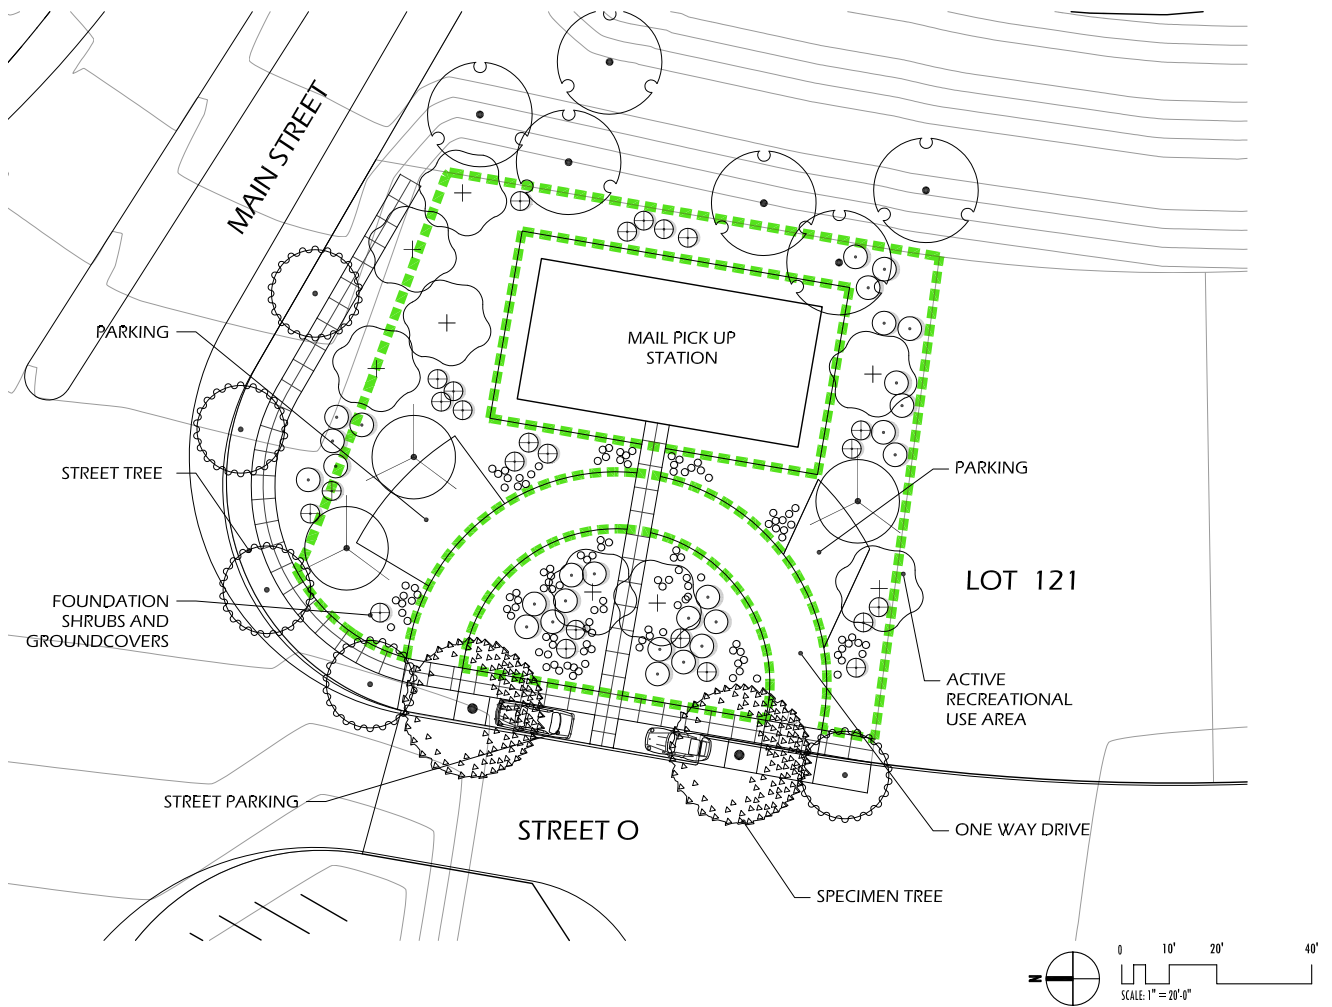 MAIN STREET
MAIL PICK UP
STATION
PARKING
STREET TREE
PARKING
LOT 121
FOUNDATION
SHRUBS AND
GROUNDCOVERS
ACTIVE
RECREATIONAL
USE AREA
STREET PARKING
STREET O
ONE WAY DRIVE
SPECIMEN TREE
N
0 10' 20' 40'
SCALE: 1" = 20'-0"